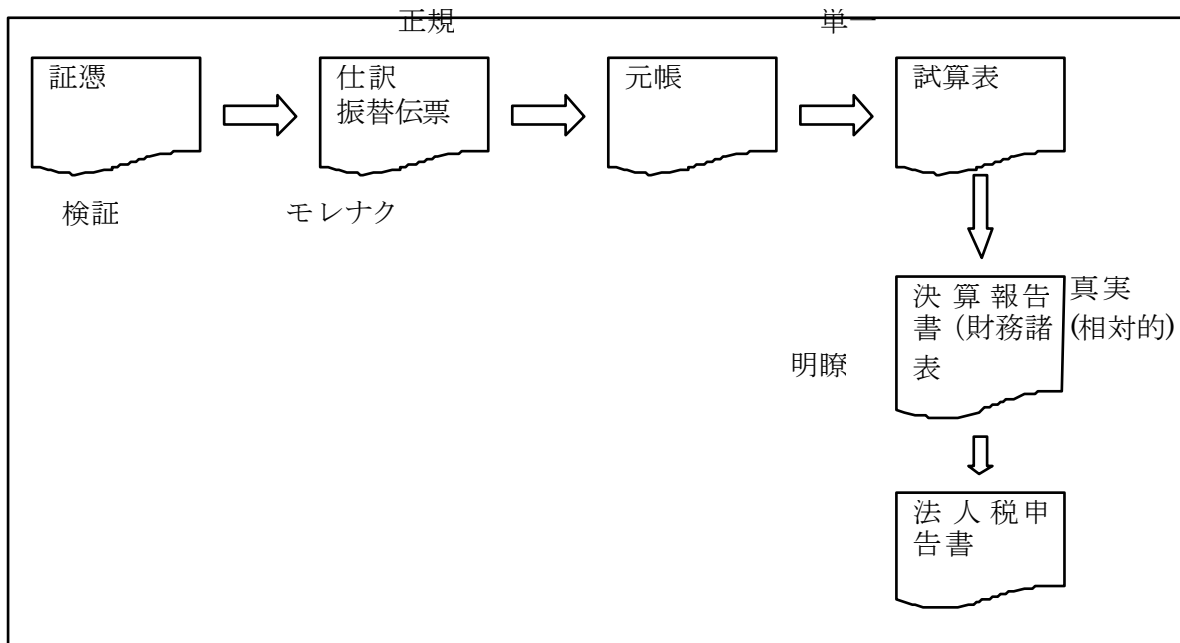 正規
単一
証憑
仕訳
振替伝票
元帳
試算表
検証
モレナク
決算報告
書(財務諸
表
真実
(相対的)
明瞭
法人税申
告書